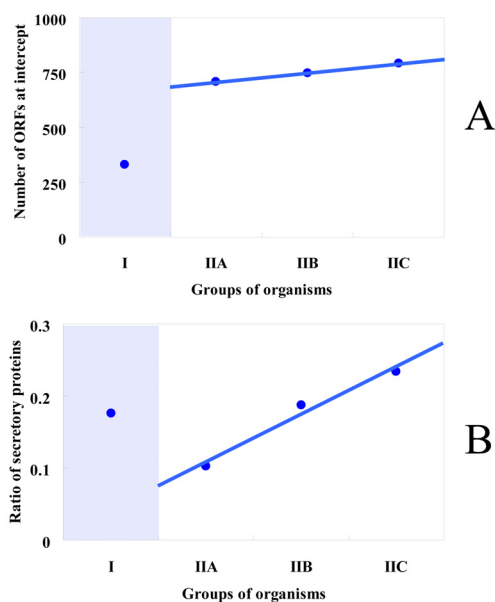 1000
750
500
250
0
Number of ORFs at intercept
I IIA IIB IIC
Groups of organisms
A
0.3
0.2
0.1
0
Ratio of secretory proteins
I IIA IIB IIC
Groups of organisms
B